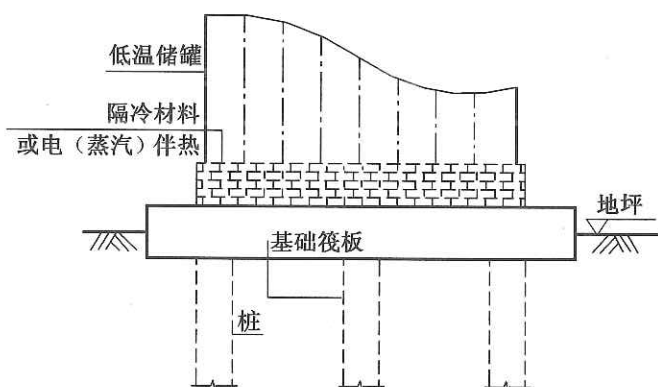 低温储罐
隔冷材料
或电（蒸汽）伴热
地坪
基础筏板
桩